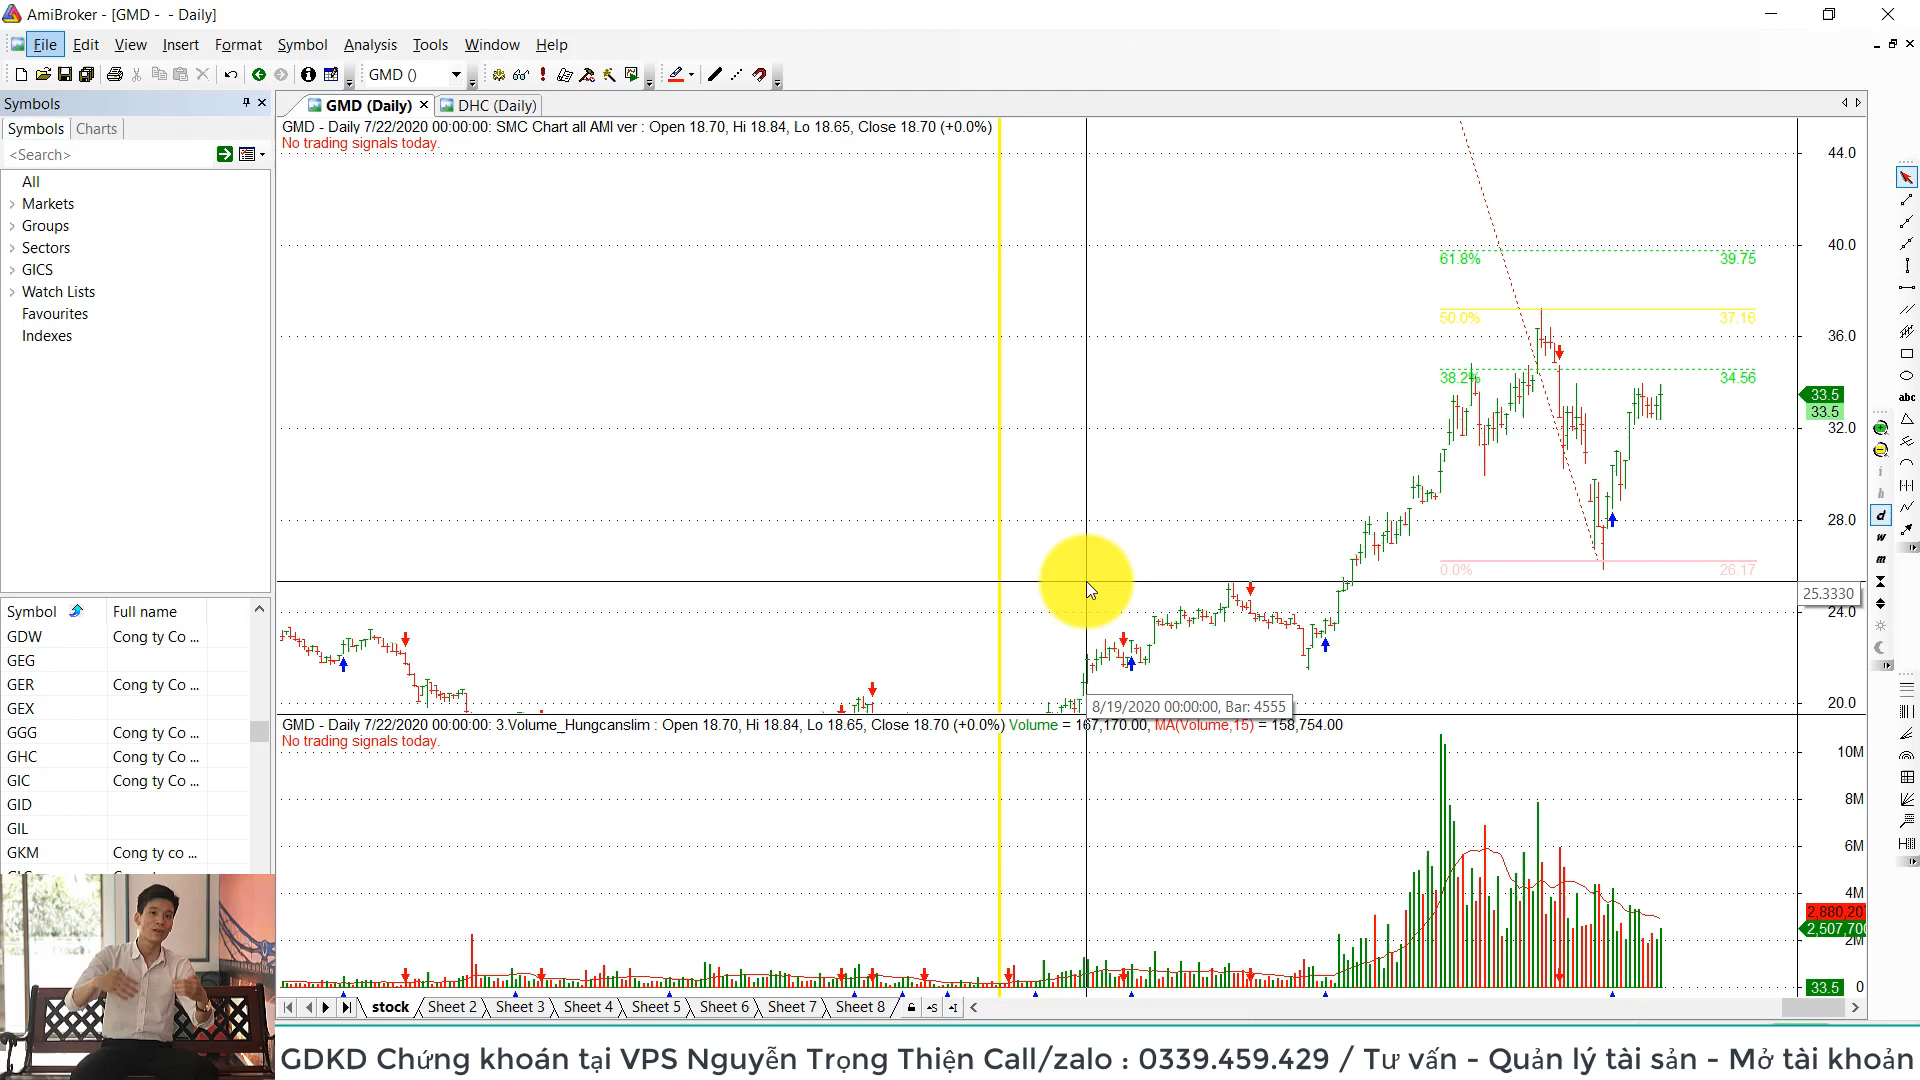 AmiBroker - [GMD - - Daily]
File Edit View Insert Format Symbol Analysis Tools Window Help
GMD ()
Symbols
Symbols Charts
<Search>
All
Markets
Groups
Sectors
GICS
Watch Lists
Favourites
Indexes
Symbol Full name
GDW Cong ty Co ...
GEG
GER Cong ty Co ...
GEX
GGG Cong ty Co ...
GHC Cong ty Co ...
GIC Cong ty Co ...
GID
GIL
GKM Cong ty co ...
GMD (Daily) DHC (Daily)
GMD - Daily 7/22/2020 00:00:00: SMC Chart all AMI ver : Open 18.70, Hi 18.84, Lo 18.65, Close 18.70 (+0.0%)
No trading signals today.
44.0
40.0
61.8% 39.75
50.0% 37.16
36.0
38.2% 34.56
33.5
33.5
32.0
28.0
0.0% 26.17
25.3330
24.0
20.0
8/19/2020 00:00:00, Bar: 4555
GMD - Daily 7/22/2020 00:00:00: 3.Volume_Hungcanslim : Open 18.70, Hi 18.84, Lo 18.65, Close 18.70 (+0.0%) Volume = 167,170.00, MA(Volume,15) = 158,754.00
No trading signals today.
10M
8M
6M
4M
2,880,20
2,507,700
2M
33.5 0
stock Sheet 2 Sheet 3 Sheet 4 Sheet 5 Sheet 6 Sheet 7 Sheet 8
abc
i
h
d
w
m
GDKD Chứng khoán tại VPS Nguyễn Trọng Thiện Call/zalo : 0339.459.429 / Tư vấn - Quản lý tài sản - Mở tài khoản